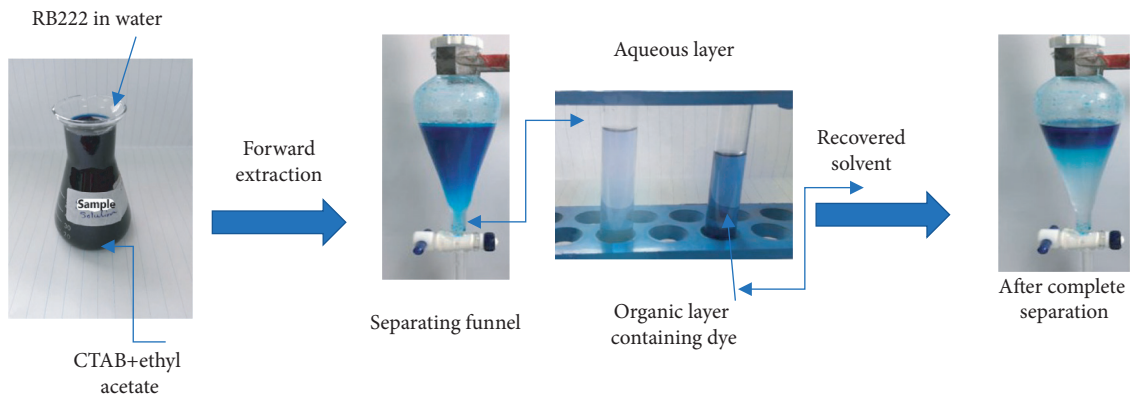 RB222 in water
Sample
Solution
CTAB+ethyl
acetate
Forward
extraction
Separating funnel
Aqueous layer
Organic layer
containing dye
Recovered
solvent
After complete
separation